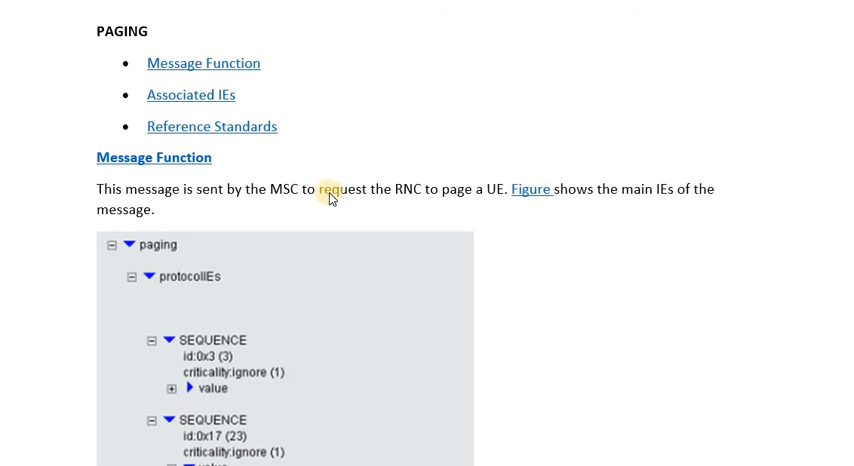 PAGING
• Message Function
• Associated IEs
• Reference Standards
Message Function
This message is sent by the MSC to request the RNC to page a UE. Figure shows the main IEs of the
message.
paging
protocolIEs
SEQUENCE
id:0x3 (3)
criticality:ignore (1)
value
SEQUENCE
id:0x17 (23)
criticality:ignore (1)
value